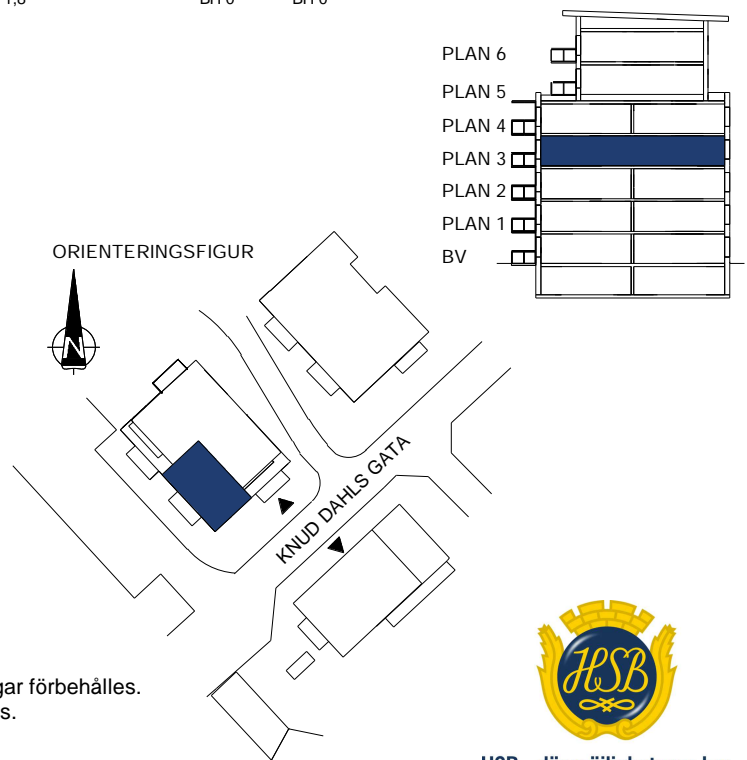 PLAN 6
PLAN 5
PLAN 4
PLAN 3
PLAN 2
PLAN 1
BV
ORIENTERINGSFIGUR
N
KNUD DAHLS GATA
gar förbehålles.
s.
HSB